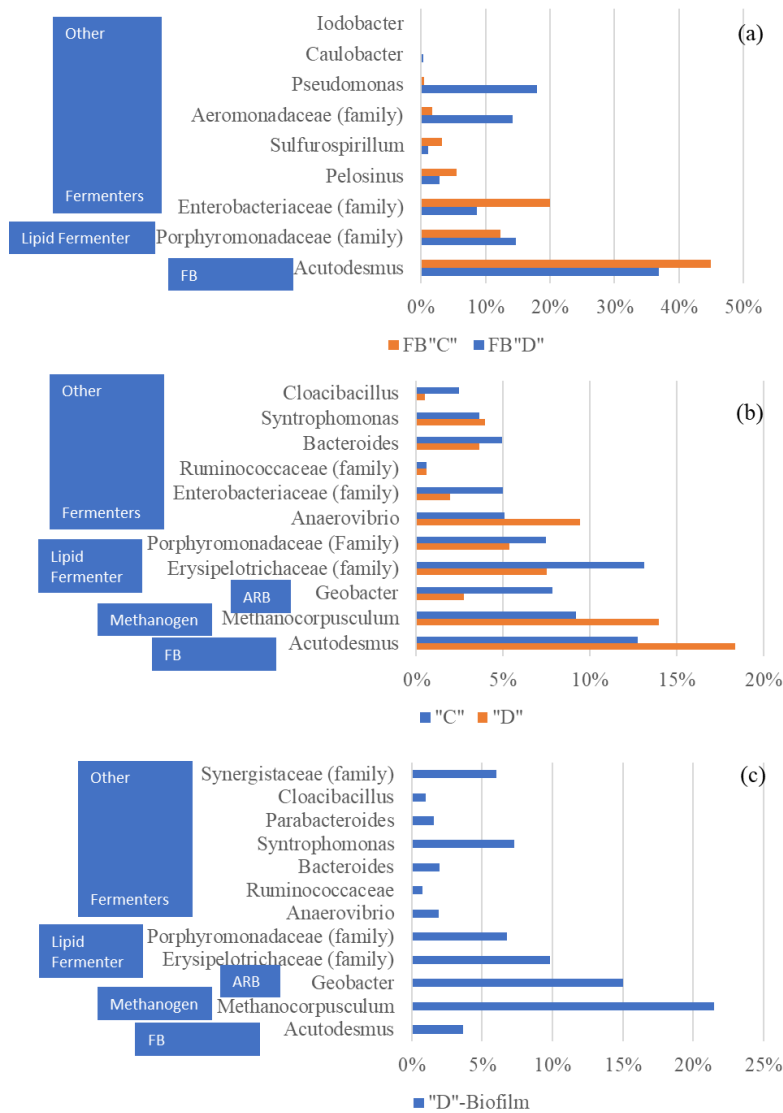 (a)
Other
Fermenters
Lipid Fermenter
FB
Iodobacter
Caulobacter
Pseudomonas
Aeromonadaceae (family)
Sulfurospirillum
Pelosinus
Enterobacteriaceae (family)
Porphyromonadaceae (family)
Acutodesmus
0% 10% 20% 30% 40% 50%
FB"C" FB"D"
(b)
Other
Fermenters
Lipid
Fermenter
ARB
Methanogen
FB
Cloacibacillus
Syntrophomonas
Bacteroides
Ruminococcaceae (family)
Enterobacteriaceae (family)
Anaerovibrio
Porphyromonadaceae (Family)
Erysipelotrichaceae (family)
Geobacter
Methanocorpusculum
Acutodesmus
0% 5% 10% 15% 20%
"C" "D"
(c)
Other
Fermenters
Lipid
Fermenter
ARB
Methanogen
FB
Synergistaceae (family)
Cloacibacillus
Parabacteroides
Syntrophomonas
Bacteroides
Ruminococcaceae
Anaerovibrio
Porphyromonadaceae (family)
Erysipelotrichaceae (family)
Geobacter
Methanocorpusculum
Acutodesmus
0% 5% 10% 15% 20% 25%
"D"-Biofilm